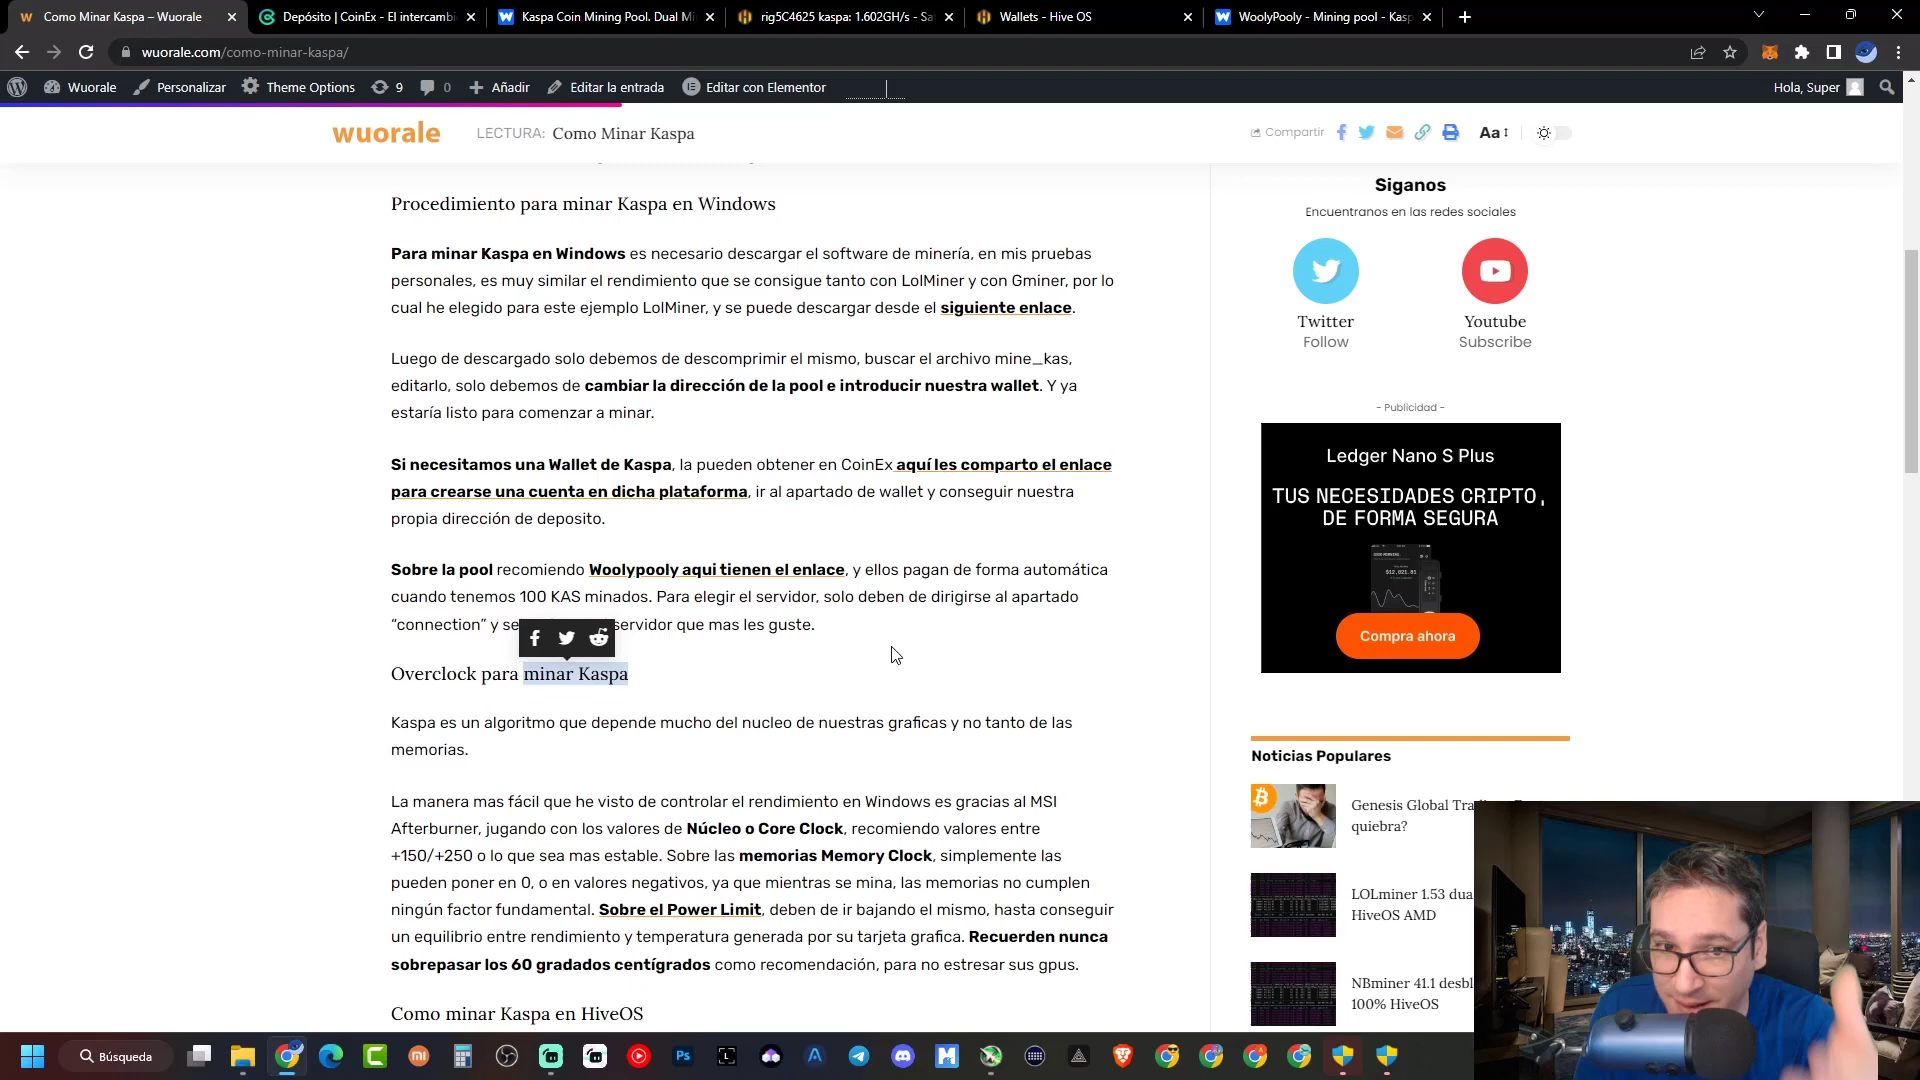 Como Minar Kaspa – Wuorale
Depósito | CoinEx - El intercambi
Kaspa Coin Mining Pool. Dual Mi
rig5C4625 kaspa: 1.602GH/s - Sa
Wallets - Hive OS
WoolyPooly - Mining pool - Kasp
wuorale.com/como-minar-kaspa/
Wuorale
Personalizar
Theme Options
9
0
Añadir
Editar la entrada
Editar con Elementor
Hola, Super
wuorale
LECTURA: Como Minar Kaspa
Compartir
Aa
Procedimiento para minar Kaspa en Windows
Para minar Kaspa en Windows es necesario descargar el software de minería, en mis pruebas
personales, es muy similar el rendimiento que se consigue tanto con LolMiner y con Gminer, por lo
cual he elegido para este ejemplo LolMiner, y se puede descargar desde el siguiente enlace.
Luego de descargado solo debemos de descomprimir el mismo, buscar el archivo mine_kas,
editarlo, solo debemos de cambiar la dirección de la pool e introducir nuestra wallet. Y ya
estaría listo para comenzar a minar.
Si necesitamos una Wallet de Kaspa, la pueden obtener en CoinEx aquí les comparto el enlace
para crearse una cuenta en dicha plataforma, ir al apartado de wallet y conseguir nuestra
propia dirección de deposito.
Sobre la pool recomiendo Woolypooly aqui tienen el enlace, y ellos pagan de forma automática
cuando tenemos 100 KAS minados. Para elegir el servidor, solo deben de dirigirse al apartado
“connection” y se servidor que mas les guste.
Overclock para minar Kaspa
Kaspa es un algoritmo que depende mucho del nucleo de nuestras graficas y no tanto de las
memorias.
La manera mas fácil que he visto de controlar el rendimiento en Windows es gracias al MSI
Afterburner, jugando con los valores de Núcleo o Core Clock, recomiendo valores entre
+150/+250 o lo que sea mas estable. Sobre las memorias Memory Clock, simplemente las
pueden poner en 0, o en valores negativos, ya que mientras se mina, las memorias no cumplen
ningún factor fundamental. Sobre el Power Limit, deben de ir bajando el mismo, hasta conseguir
un equilibrio entre rendimiento y temperatura generada por su tarjeta grafica. Recuerden nunca
sobrepasar los 60 gradados centígrados como recomendación, para no estresar sus gpus.
Como minar Kaspa en HiveOS
Siganos
Encuentranos en las redes sociales
Twitter
Follow
Youtube
Subscribe
- Publicidad -
Ledger Nano S Plus
TUS NECESIDADES CRIPTO,
DE FORMA SEGURA
Compra ahora
Noticias Populares
Genesis Global Tra
quiebra?
LOLminer 1.53 dua
HiveOS AMD
NBminer 41.1 desbl
100% HiveOS
Búsqueda